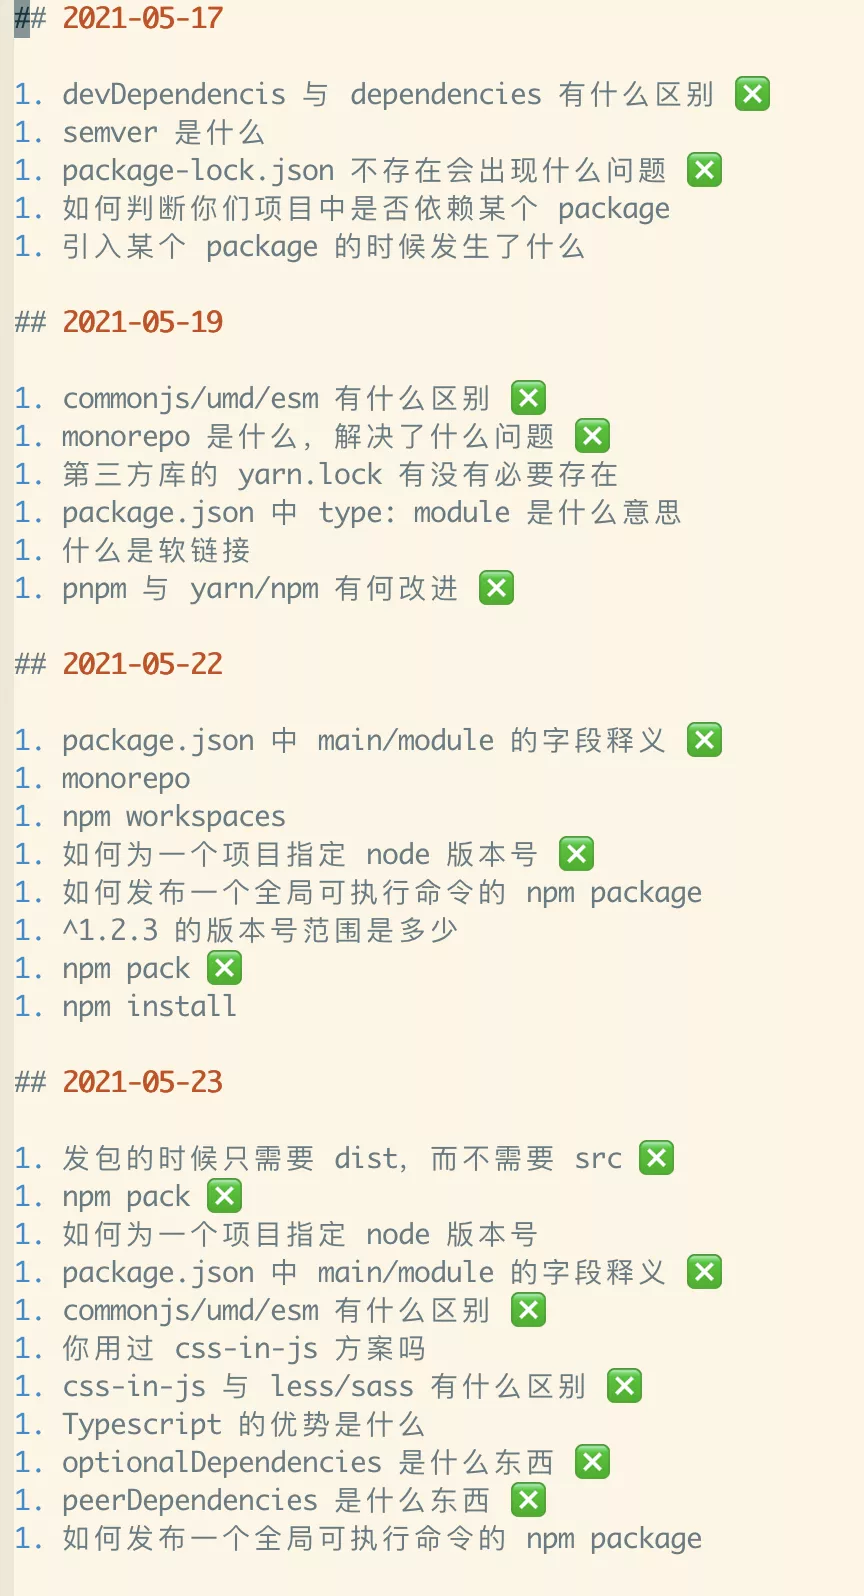 ## 2021-05-17
1. devDependencis 与 dependencies 有什么区别 ❎
1. semver 是什么
1. package-lock.json 不存在会出现什么问题 ❎
1. 如何判断你们项目中是否依赖某个 package
1. 引入某个 package 的时候发生了什么
## 2021-05-19
1. commonjs/umd/esm 有什么区别 ❎
1. monorepo 是什么, 解决了什么问题 ❎
1. 第三方库的 yarn.lock 有没有必要存在
1. package.json 中 type: module 是什么意思
1. 什么是软链接
1. pnpm 与 yarn/npm 有何改进 ❎
## 2021-05-22
1. package.json 中 main/module 的字段释义 ❎
1. monorepo
1. npm workspaces
1. 如何为一个项目指定 node 版本号 ❎
1. 如何发布一个全局可执行命令的 npm package
1. ^1.2.3 的版本号范围是多少
1. npm pack ❎
1. npm install
## 2021-05-23
1. 发包的时候只需要 dist, 而不需要 src ❎
1. npm pack ❎
1. 如何为一个项目指定 node 版本号
1. package.json 中 main/module 的字段释义 ❎
1. commonjs/umd/esm 有什么区别 ❎
1. 你用过 css-in-js 方案吗
1. css-in-js 与 less/sass 有什么区别 ❎
1. Typescript 的优势是什么
1. optionalDependencies 是什么东西 ❎
1. peerDependencies 是什么东西 ❎
1. 如何发布一个全局可执行命令的 npm package